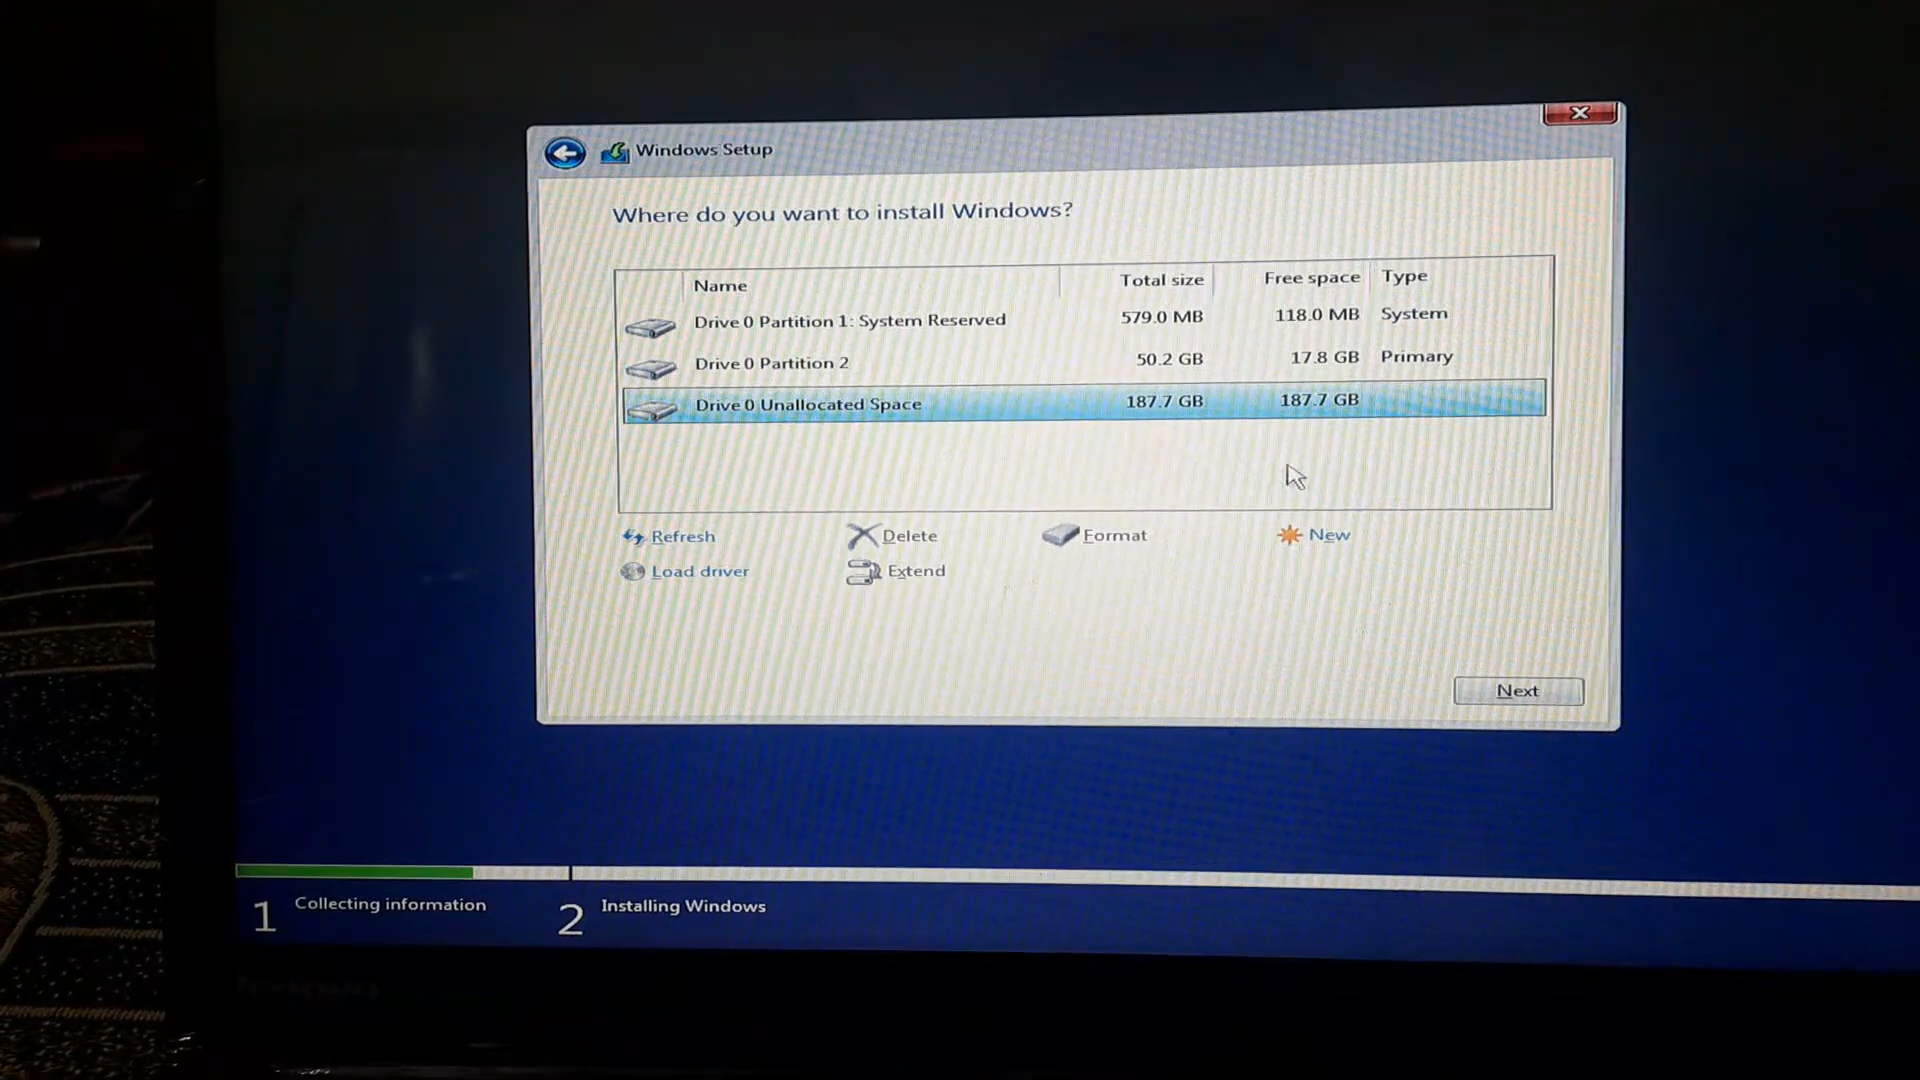 Windows Setup
Where do you want to install Windows?
Name Total size Free space Type
Drive 0 Partition 1: System Reserved 579.0 MB 118.0 MB System
Drive 0 Partition 2 50.2 GB 17.8 GB Primary
Drive 0 Unallocated Space 187.7 GB 187.7 GB
Refresh Delete Format New
Load driver Extend
Next
1 Collecting information 2 Installing Windows